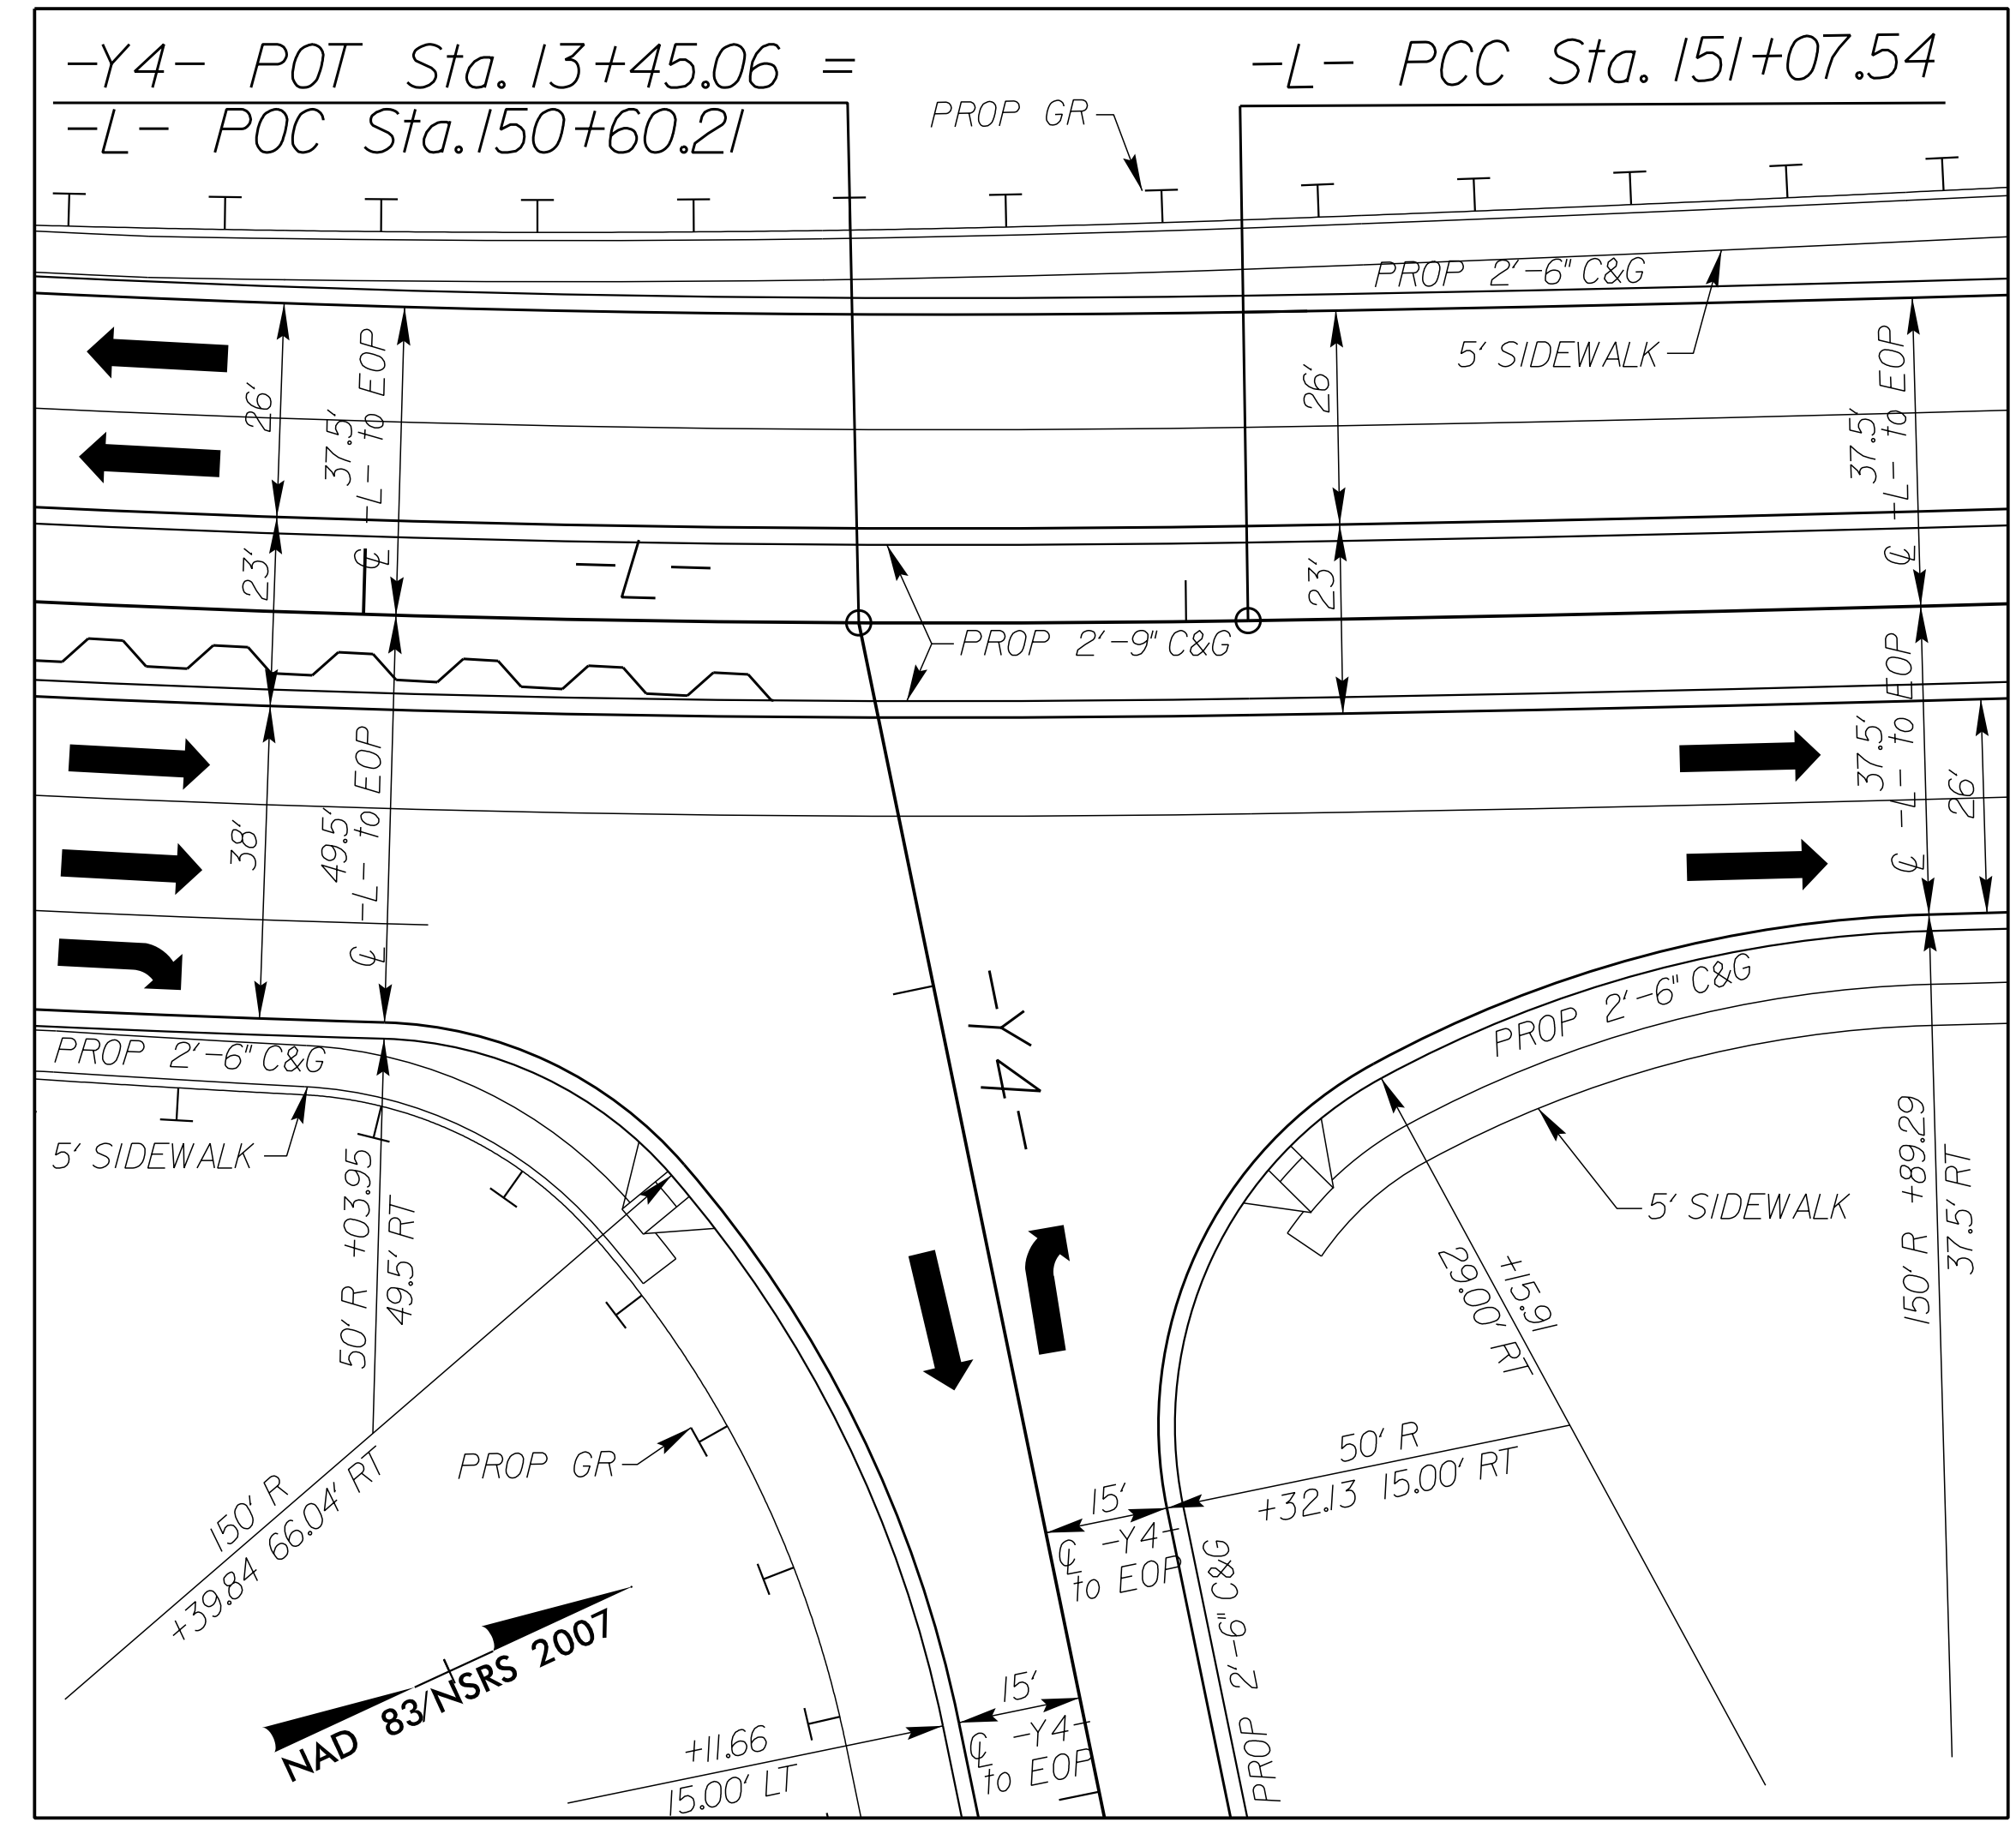 -Y4- POT Sta. 13+45.06 =
-L- POC Sta. 150+60.21
-L- PCC Sta. 151+07.54
PROP GR
PROP 2'-6" C&G
5' SIDEWALK
26'
37.5'
℄ -L- to EOP
26'
37.5'
℄ -L- to EOP
23'
-L-
23'
PROP 2'-9" C&G
38'
49.5'
℄ -L- to EOP
37.5'
℄ -L- to EOP
26'
-Y4-
PROP 2'-6" C&G
PROP 2'-6" C&G
5' SIDEWALK
5' SIDEWALK
50' R +03.95
49.5' RT
150' R +89.29
37.5' RT
+15.91
29.00' RT
PROP GR
150' R
+39.84 66.04' RT
50' R
+32.13 15.00' RT
15'
℄ -Y4-
to EOP
PROP 2'-6" C&G
NAD 83/NSRS 2007
15'
℄ -Y4-
to EOP
+11.66
15.00' LT